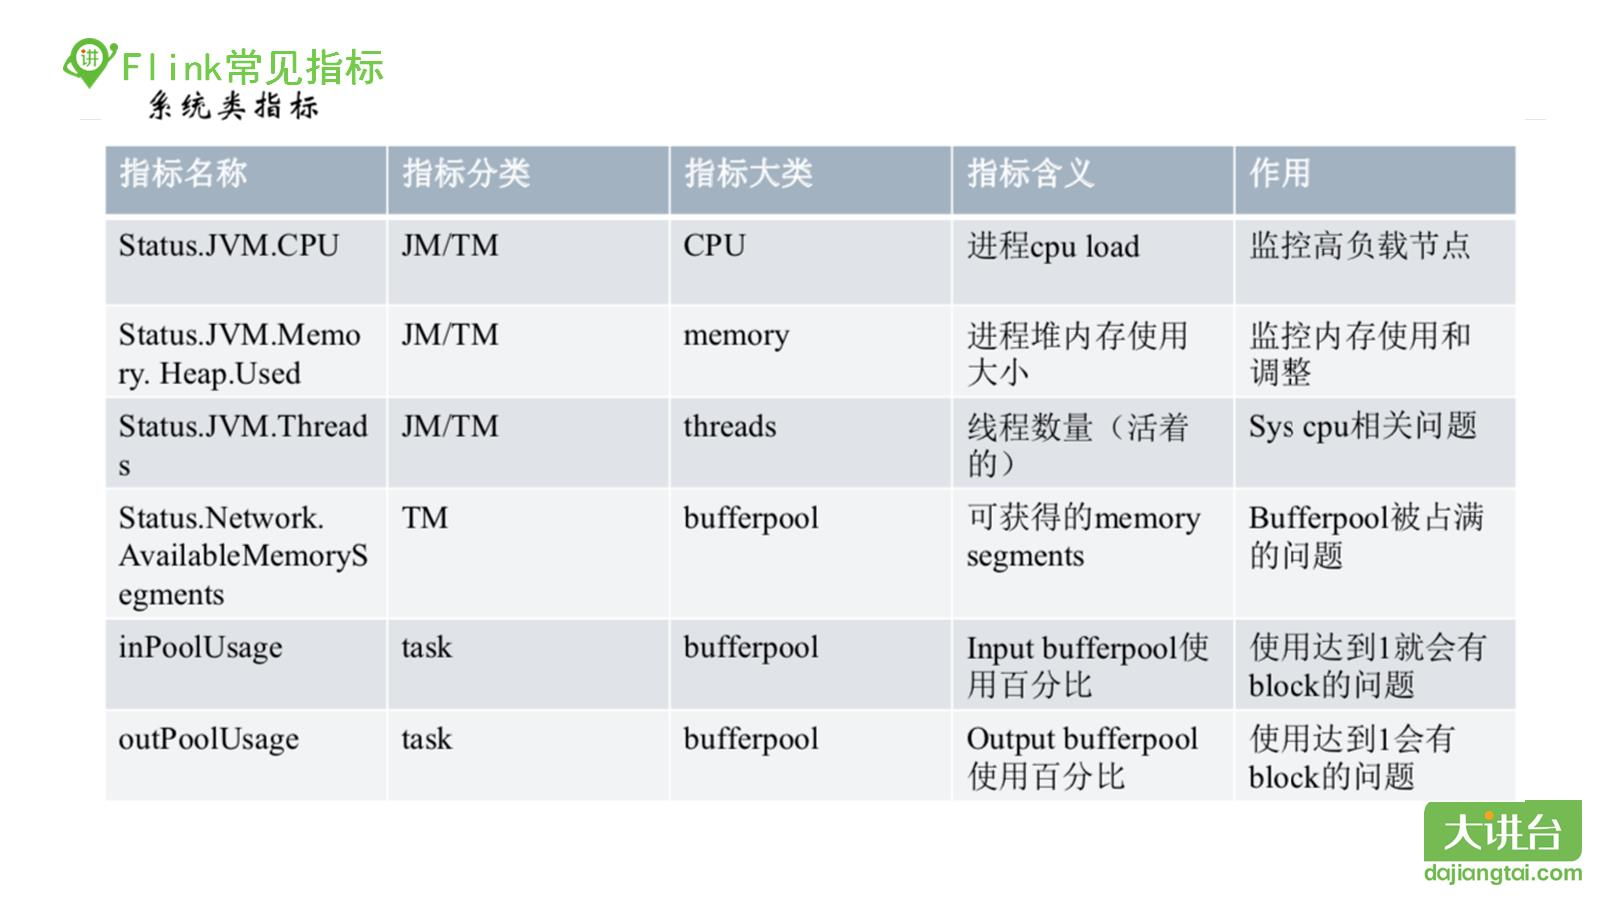 讲
Flink常见指标
系统类指标
指标名称 指标分类 指标大类 指标含义 作用
Status.JVM.CPU JM/TM CPU 进程cpu load 监控高负载节点
Status.JVM.Memo JM/TM memory 进程堆内存使用 监控内存使用和
ry. Heap.Used 大小 调整
Status.JVM.Thread JM/TM threads 线程数量（活着 Sys cpu相关问题
s 的）
Status.Network. TM bufferpool 可获得的memory Bufferpool被占满
AvailableMemoryS segments 的问题
egments
inPoolUsage task bufferpool Input bufferpool使 使用达到1就会有
用百分比 block的问题
outPoolUsage task bufferpool Output bufferpool 使用达到1会有
使用百分比 block的问题
大讲台
dajiangtai.com